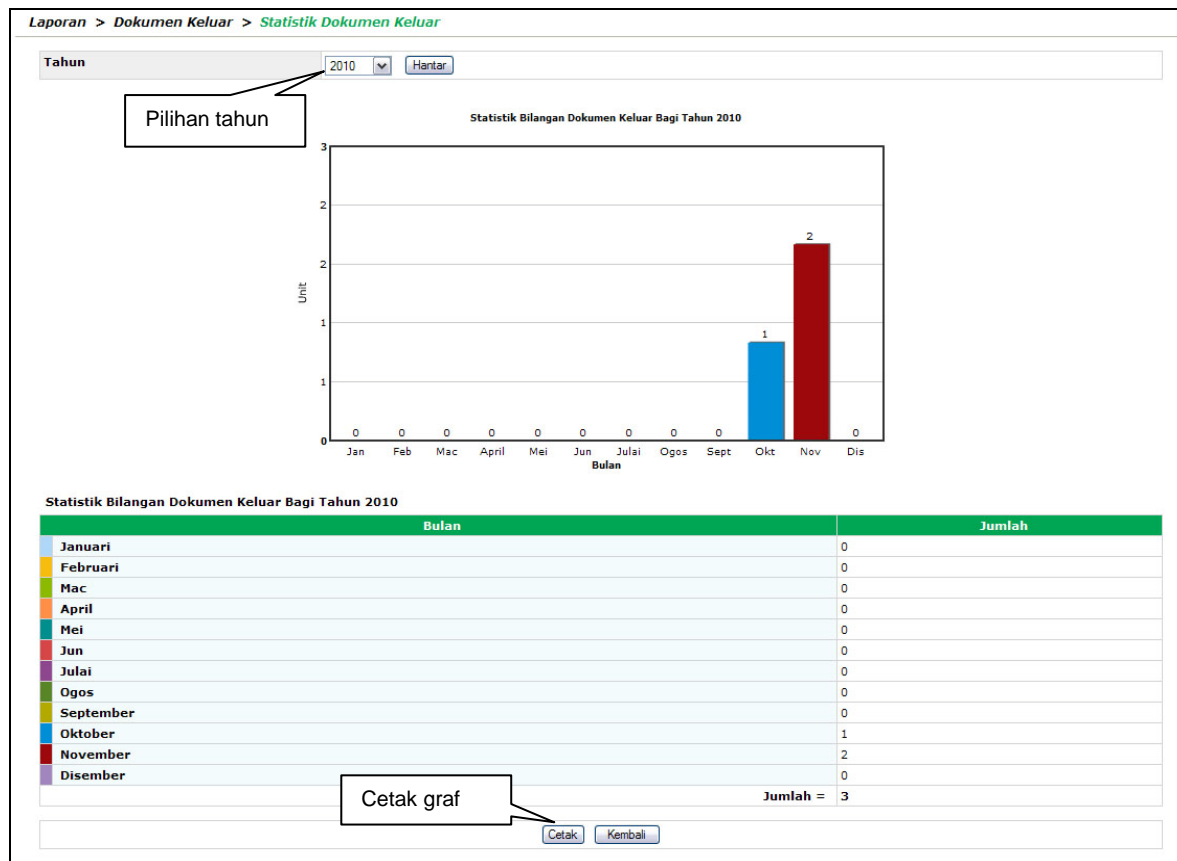 Laporan > Dokumen Keluar > Statistik Dokumen Keluar
Tahun 2010 Hantar
Pilihan tahun
Statistik Bilangan Dokumen Keluar Bagi Tahun 2010
3
2
2
1
1
0
Unit
0 0 0 0 0 0 0 0 0 1 2 0
Jan Feb Mac April Mei Jun Julai Ogos Sept Okt Nov Dis
Bulan
Statistik Bilangan Dokumen Keluar Bagi Tahun 2010
Bulan Jumlah
Januari 0
Februari 0
Mac 0
April 0
Mei 0
Jun 0
Julai 0
Ogos 0
September 0
Oktober 1
November 2
Disember 0
Jumlah = 3
Cetak graf
Cetak Kembali